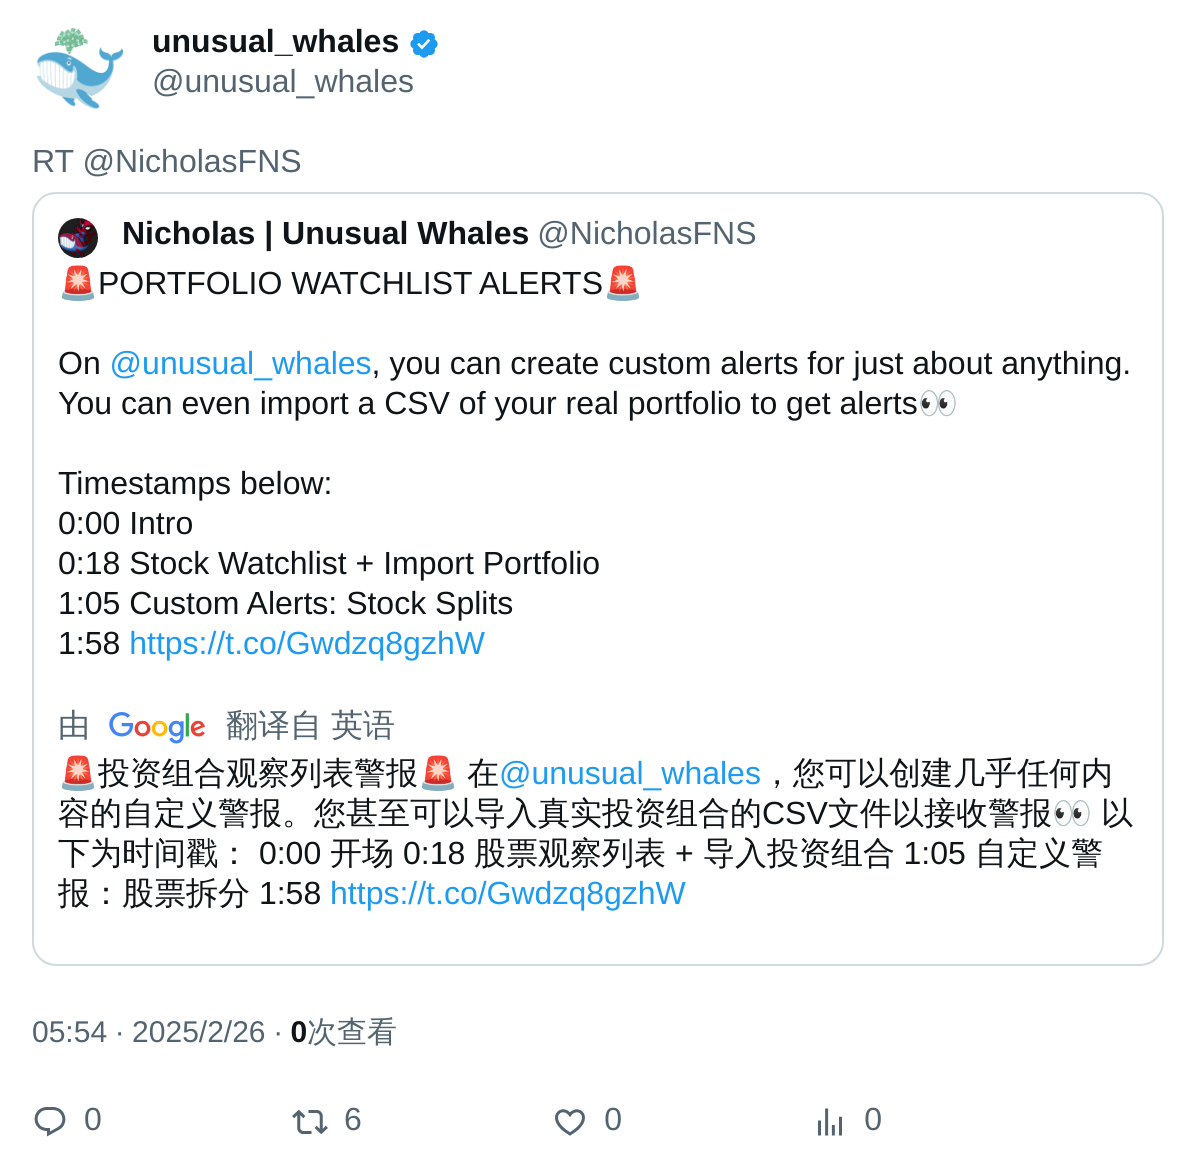 unusual_whales
@unusual_whales
RT @NicholasFNS
Nicholas | Unusual Whales @NicholasFNS
🚨PORTFOLIO WATCHLIST ALERTS🚨
On @unusual_whales, you can create custom alerts for just about anything.
You can even import a CSV of your real portfolio to get alerts👀
Timestamps below:
0:00 Intro
0:18 Stock Watchlist + Import Portfolio
1:05 Custom Alerts: Stock Splits
1:58 https://t.co/Gwdzq8gzhW
由 Google 翻译自 英语
🚨投资组合观察列表警报🚨 在@unusual_whales，您可以创建几乎任何内
容的自定义警报。您甚至可以导入真实投资组合的CSV文件以接收警报👀 以
下为时间戳： 0:00 开场 0:18 股票观察列表 + 导入投资组合 1:05 自定义警
报：股票拆分 1:58 https://t.co/Gwdzq8gzhW
05:54 · 2025/2/26 · 0次查看
0 6 0 0